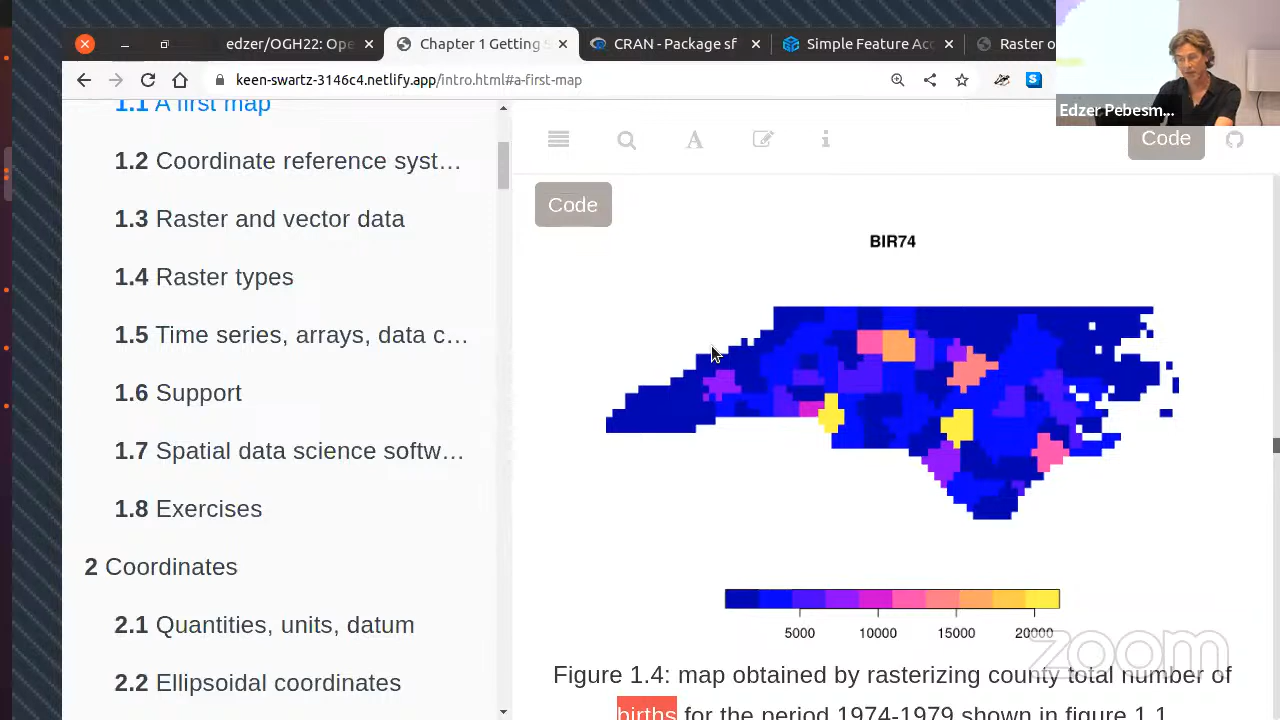 edzer/OGH22: Ope
Chapter 1 Getting S
CRAN - Package sf
Simple Feature Acc
Raster o
keen-swartz-3146c4.netlify.app/intro.html#a-first-map
Edzer Pebesm...
1.1 A first map
1.2 Coordinate reference syst...
1.3 Raster and vector data
1.4 Raster types
1.5 Time series, arrays, data c...
1.6 Support
1.7 Spatial data science softw...
1.8 Exercises
2 Coordinates
2.1 Quantities, units, datum
2.2 Ellipsoidal coordinates
Code
Code
BIR74
5000 10000 15000 20000
zoom
Figure 1.4: map obtained by rasterizing county total number of
births for the period 1974-1979 shown in figure 1.1